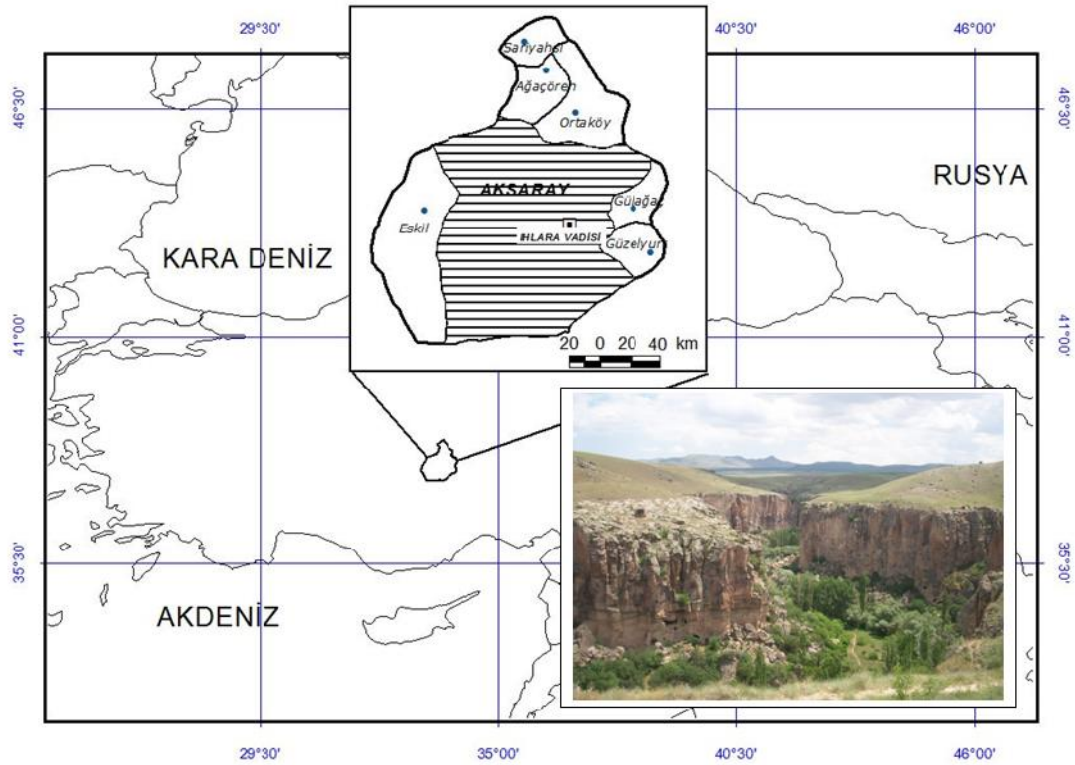 29°30'
40°30'
46°00'
46°30'
46°30'
Sarıyahşi
Ağaçören
Ortaköy
RUSYA
AKSARAY
Gülağaç
Eskil
IHLARA VADİSİ
Güzelyurt
KARA DENİZ
20 0 20 40 km
41°00'
41°00'
35°30'
35°30'
AKDENİZ
29°30'
35°00'
40°30'
46°00'